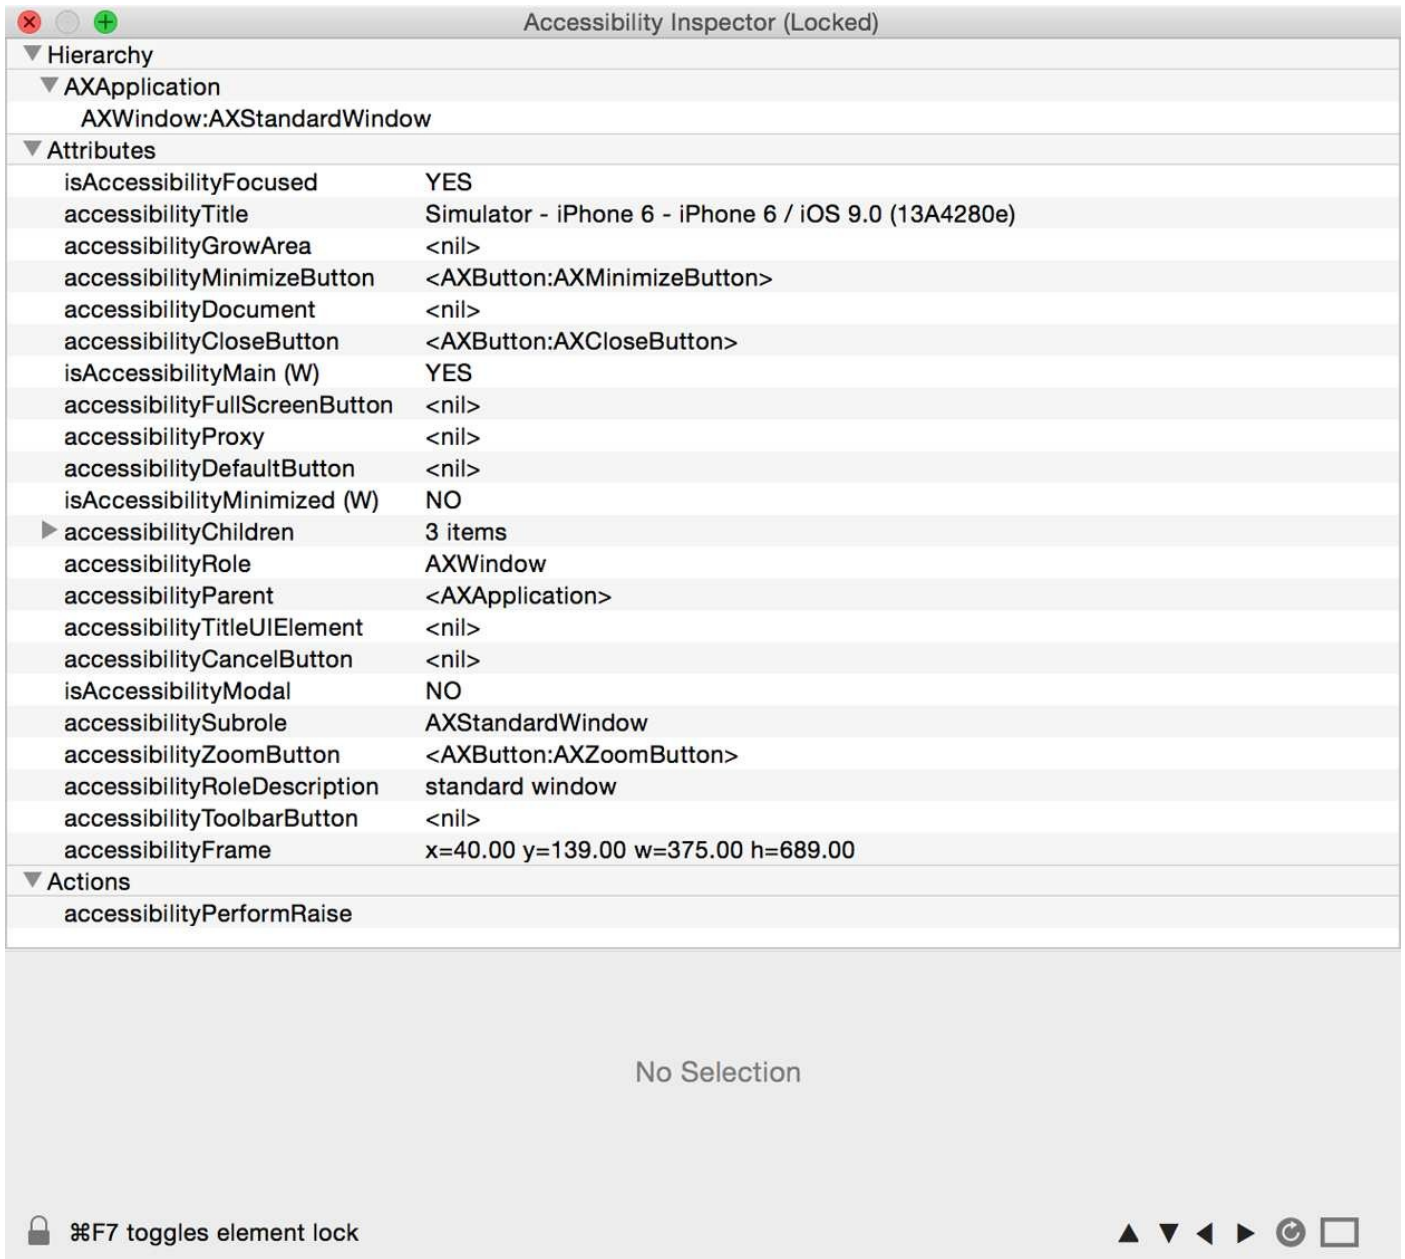 Accessibility Inspector (Locked)
Hierarchy
AXApplication
AXWindow:AXStandardWindow
Attributes
isAccessibilityFocused YES
accessibilityTitle Simulator - iPhone 6 - iPhone 6 / iOS 9.0 (13A4280e)
accessibilityGrowArea <nil>
accessibilityMinimizeButton <AXButton:AXMinimizeButton>
accessibilityDocument <nil>
accessibilityCloseButton <AXButton:AXCloseButton>
isAccessibilityMain (W) YES
accessibilityFullScreenButton <nil>
accessibilityProxy <nil>
accessibilityDefaultButton <nil>
isAccessibilityMinimized (W) NO
accessibilityChildren 3 items
accessibilityRole AXWindow
accessibilityParent <AXApplication>
accessibilityTitleUIElement <nil>
accessibilityCancelButton <nil>
isAccessibilityModal NO
accessibilitySubrole AXStandardWindow
accessibilityZoomButton <AXButton:AXZoomButton>
accessibilityRoleDescription standard window
accessibilityToolbarButton <nil>
accessibilityFrame x=40.00 y=139.00 w=375.00 h=689.00
Actions
accessibilityPerformRaise
No Selection
⌘F7 toggles element lock